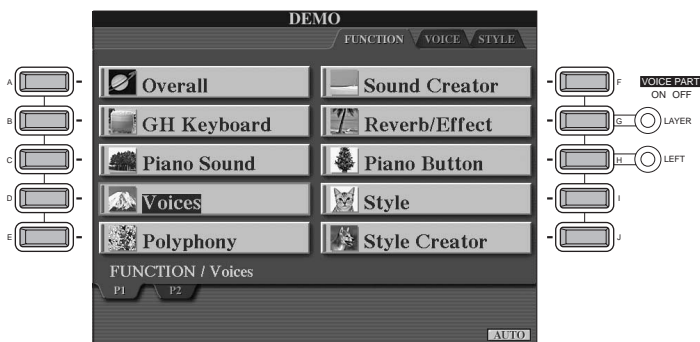 DEMO
FUNCTION VOICE STYLE
A Overall Sound Creator F VOICE PART
ON OFF
B GH Keyboard Reverb/Effect G LAYER
C Piano Sound Piano Button H LEFT
D Voices Style I
E Polyphony Style Creator J
FUNCTION / Voices
P1 P2
AUTO